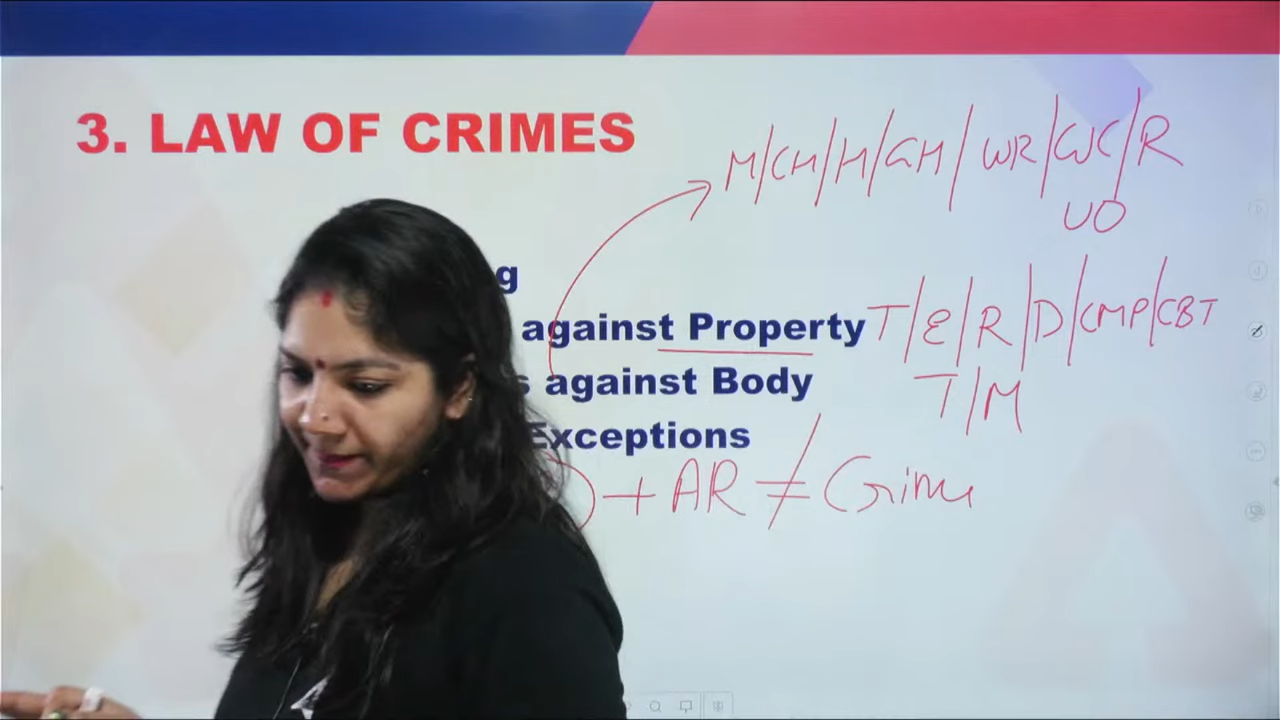 3. LAW OF CRIMES
M/CH/H/GH/WR/WC/R
UO
g
against Property T/E/R/D/CMP/CBT
T/M
s against Body
Exceptions
) + AR ≠ Crime